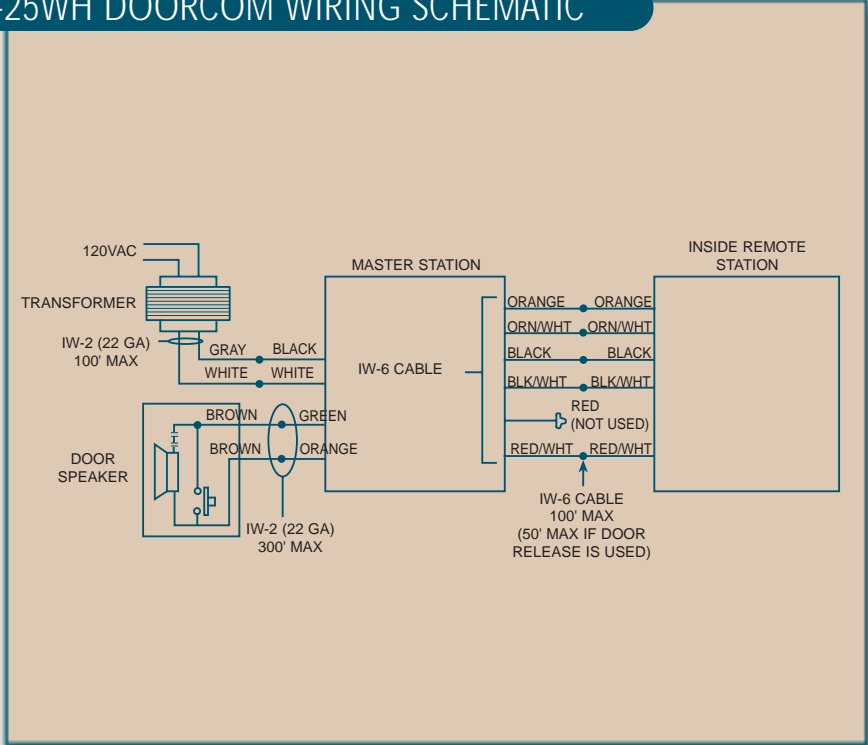 -25WH DOORCOM WIRING SCHEMATIC
120VAC
TRANSFORMER
IW-2 (22 GA)
100' MAX
GRAY
BLACK
WHITE
WHITE
DOOR
SPEAKER
BROWN
GREEN
BROWN
ORANGE
IW-2 (22 GA)
300' MAX
MASTER STATION
IW-6 CABLE
ORANGE
ORANGE
ORN/WHT
ORN/WHT
BLACK
BLACK
BLK/WHT
BLK/WHT
RED
(NOT USED)
RED/WHT
RED/WHT
IW-6 CABLE
100' MAX
(50' MAX IF DOOR
RELEASE IS USED)
INSIDE REMOTE
STATION